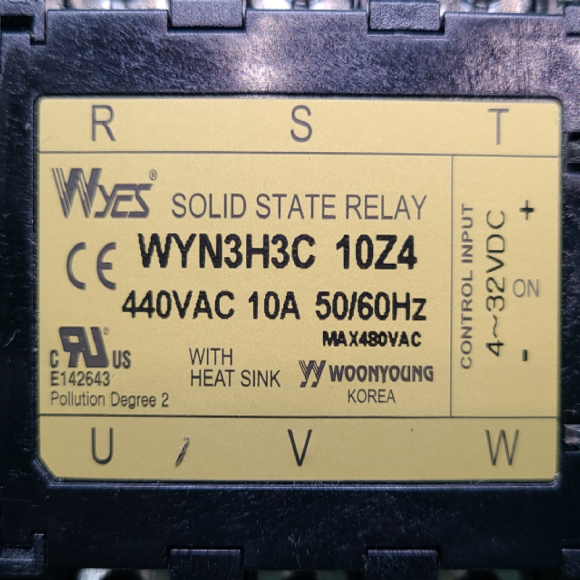 R S T
WYES®
SOLID STATE RELAY
CE
WYN3H3C 10Z4
440VAC 10A 50/60Hz
MAX480VAC
C RU US
E142643
Pollution Degree 2
WITH
HEAT SINK
WOONYOUNG
KOREA
CONTROL INPUT
4~32VDC
+
ON
-
U V W